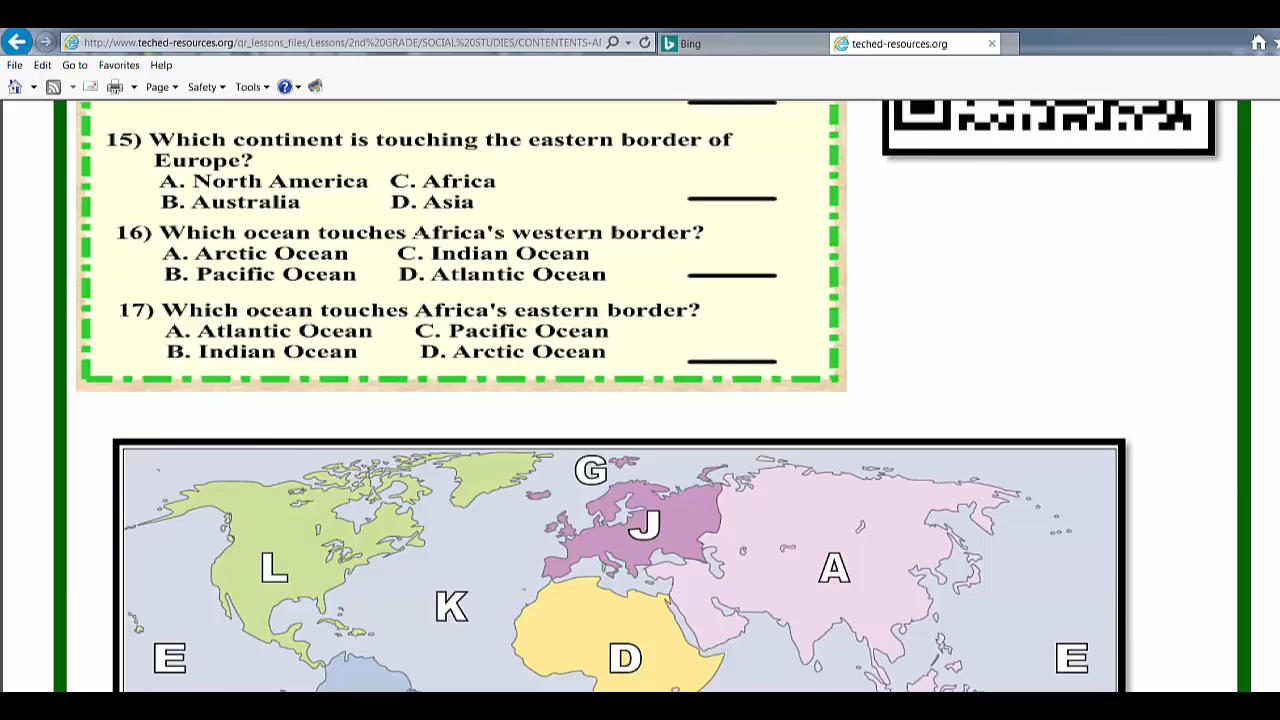 http://www.teched-resources.org/qr_lessons_files/Lessons/2nd%20GRADE/SOCIAL%20STUDIES/CONTENTENTS-Al
Bing
teched-resources.org
File Edit Go to Favorites Help
Page Safety Tools
15) Which continent is touching the eastern border of
Europe?
A. North America C. Africa
B. Australia D. Asia
16) Which ocean touches Africa's western border?
A. Arctic Ocean C. Indian Ocean
B. Pacific Ocean D. Atlantic Ocean
17) Which ocean touches Africa's eastern border?
A. Atlantic Ocean C. Pacific Ocean
B. Indian Ocean D. Arctic Ocean
G
J
L A
K
E D E